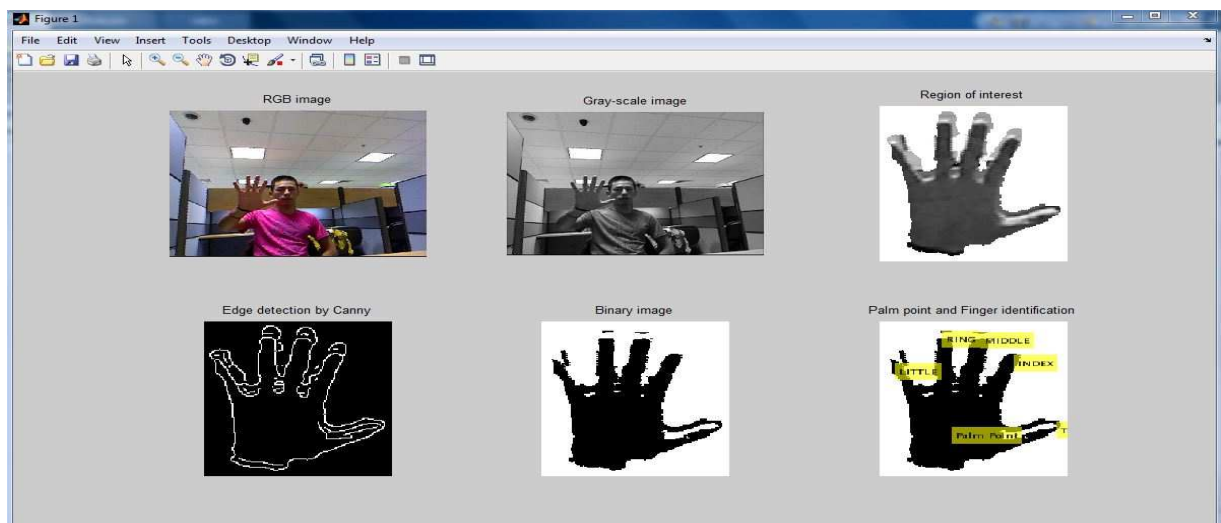 Figure 1
File Edit View Insert Tools Desktop Window Help
RGB image
Gray-scale image
Region of interest
Edge detection by Canny
Binary image
Palm point and Finger identification
RING MIDDLE
INDEX
LITTLE
Palm Point
T